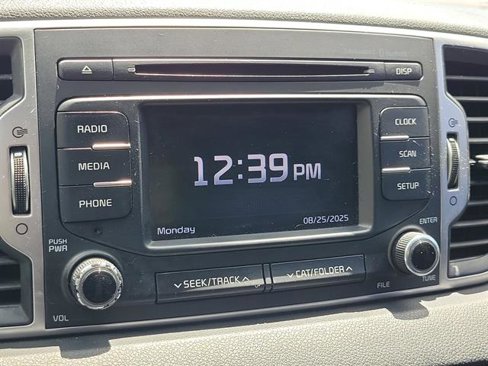 DISP
RADIO
CLOCK
12:39 PM
MEDIA
SCAN
PHONE
SETUP
Monday
08/25/2025
ENTER
PUSH
PWR
SEEK/TRACK
CAT/FOLDER
VOL
FILE
TUNE